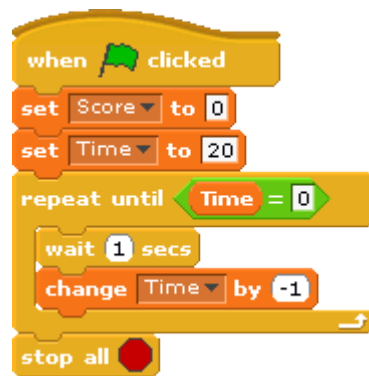 when clicked
set Score to 0
set Time to 20
repeat until Time = 0
wait 1 secs
change Time by -1
stop all